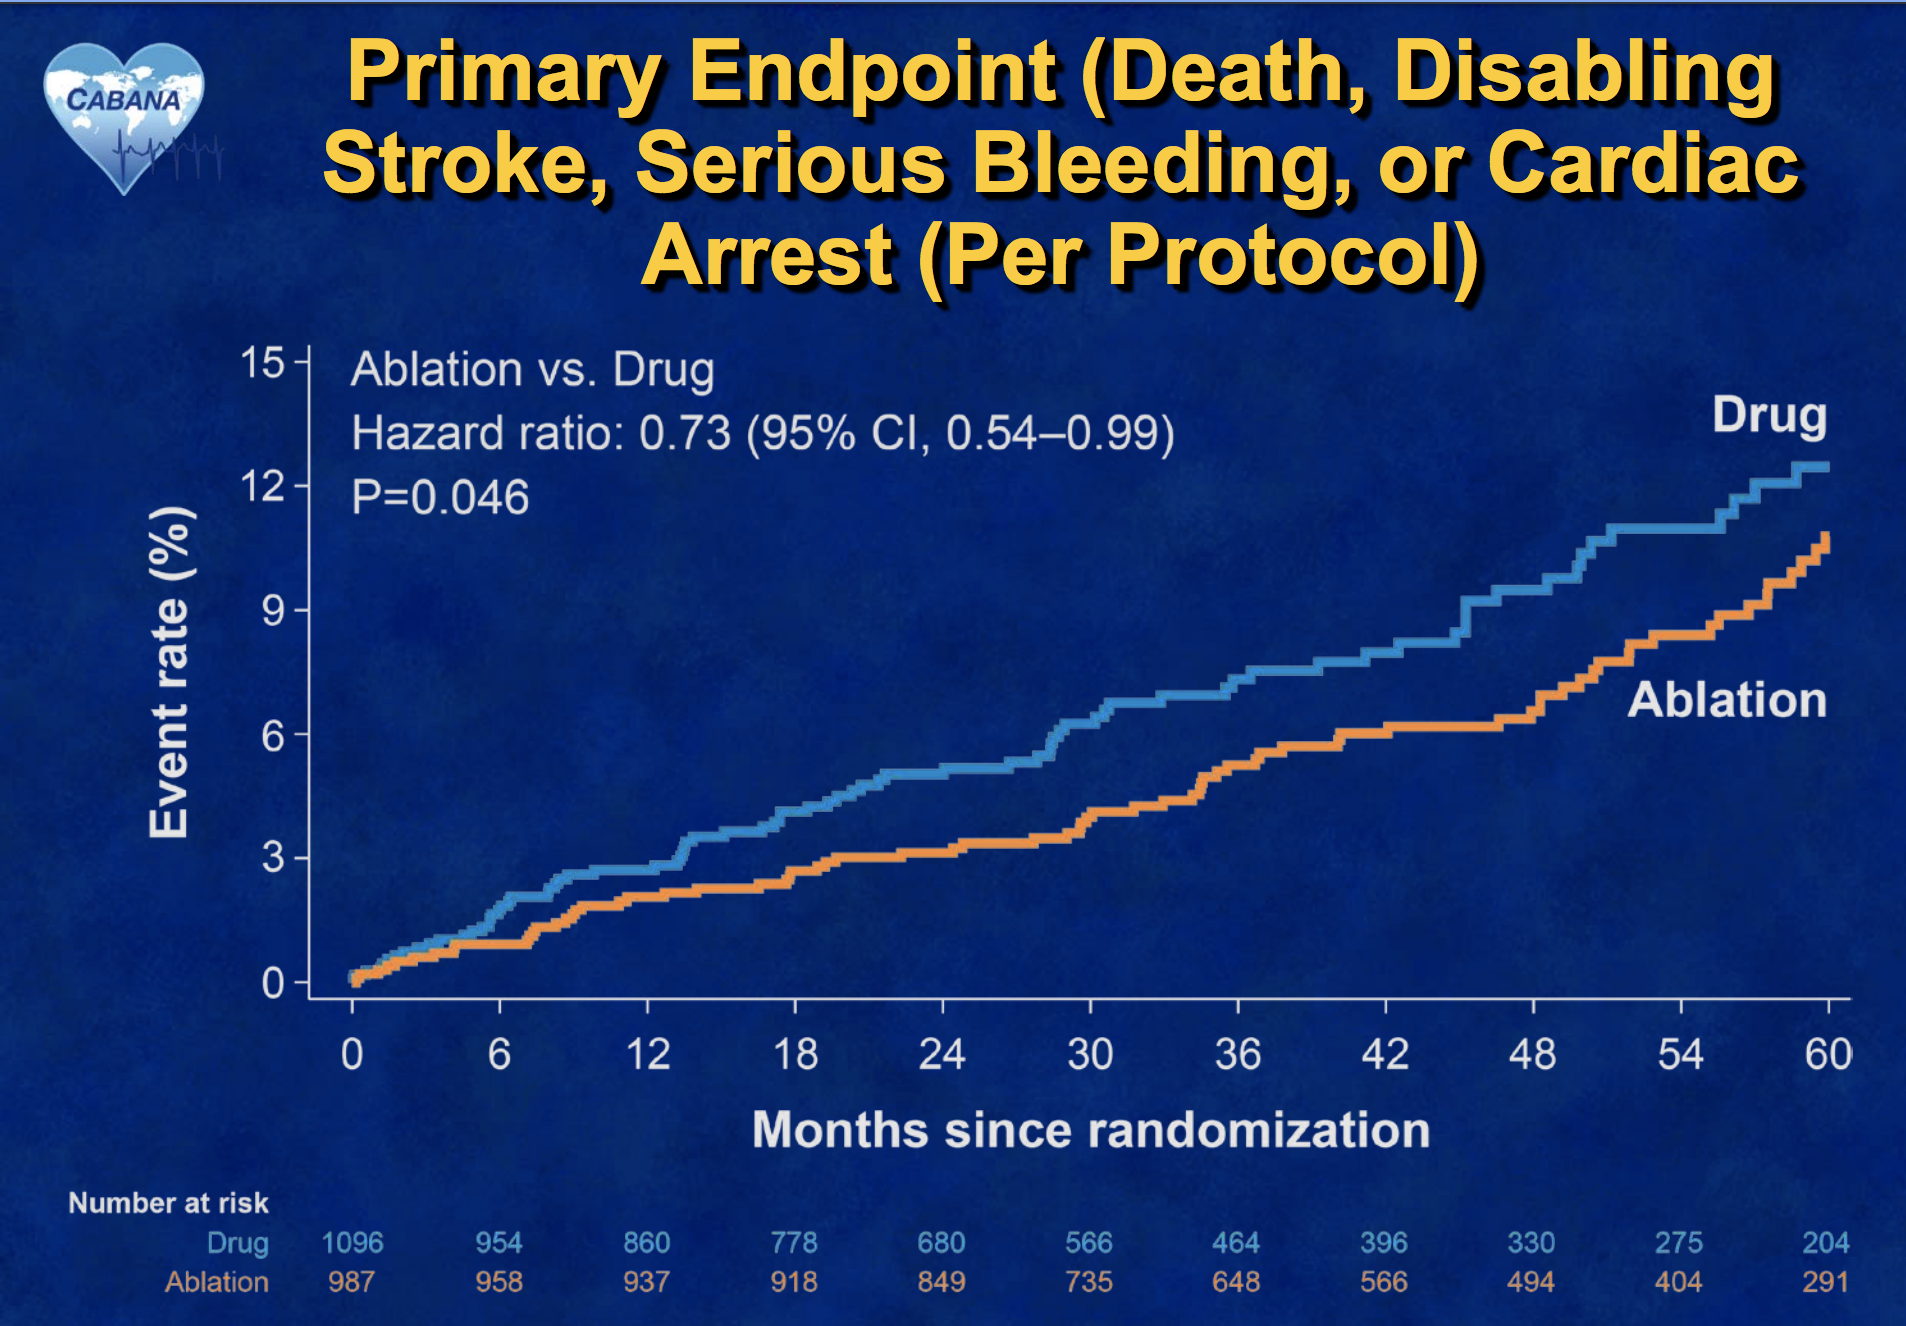 CABANA
Primary Endpoint (Death, Disabling
Stroke, Serious Bleeding, or Cardiac
Arrest (Per Protocol)
Ablation vs. Drug
Hazard ratio: 0.73 (95% CI, 0.54–0.99)
P=0.046
Drug
Ablation
Event rate (%)
15
12
9
6
3
0
0 6 12 18 24 30 36 42 48 54 60
Months since randomization
Number at risk
Drug 1096 954 860 778 680 566 464 396 330 275 204
Ablation 987 958 937 918 849 735 648 566 494 404 291